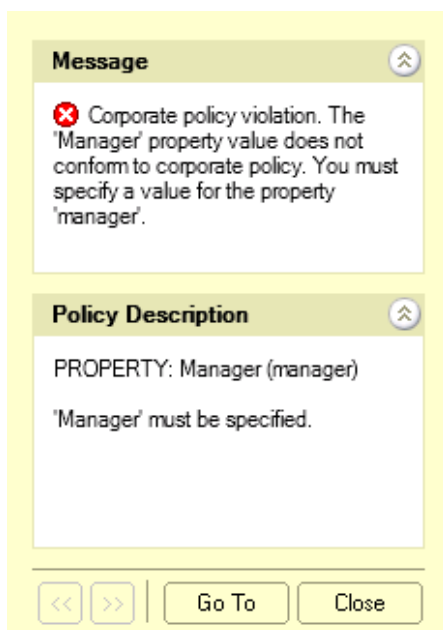 Message
Corporate policy violation. The
'Manager' property value does not
conform to corporate policy. You must
specify a value for the property
'manager'.
Policy Description
PROPERTY: Manager (manager)
'Manager' must be specified.
<< >> Go To Close